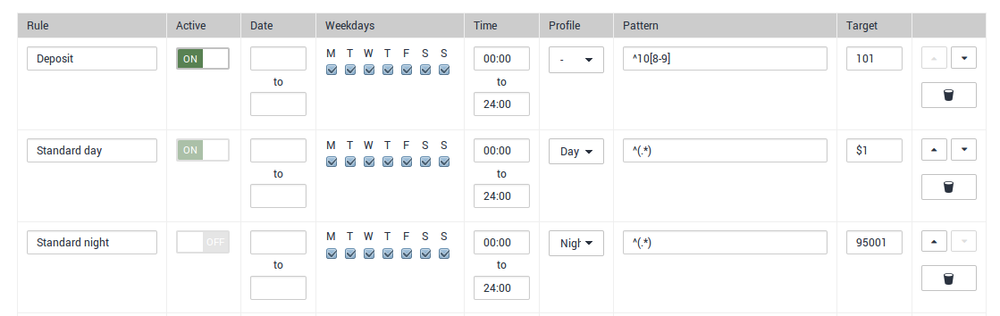 Rule Active Date Weekdays Time Profile Pattern Target
Deposit ON M T W T F S S 00:00 - ^10[8-9] 101
to to
24:00
Standard day ON M T W T F S S 00:00 Day ^(.*) $1
to to
24:00
Standard night OFF M T W T F S S 00:00 Nigh ^(.*) 95001
to to
24:00